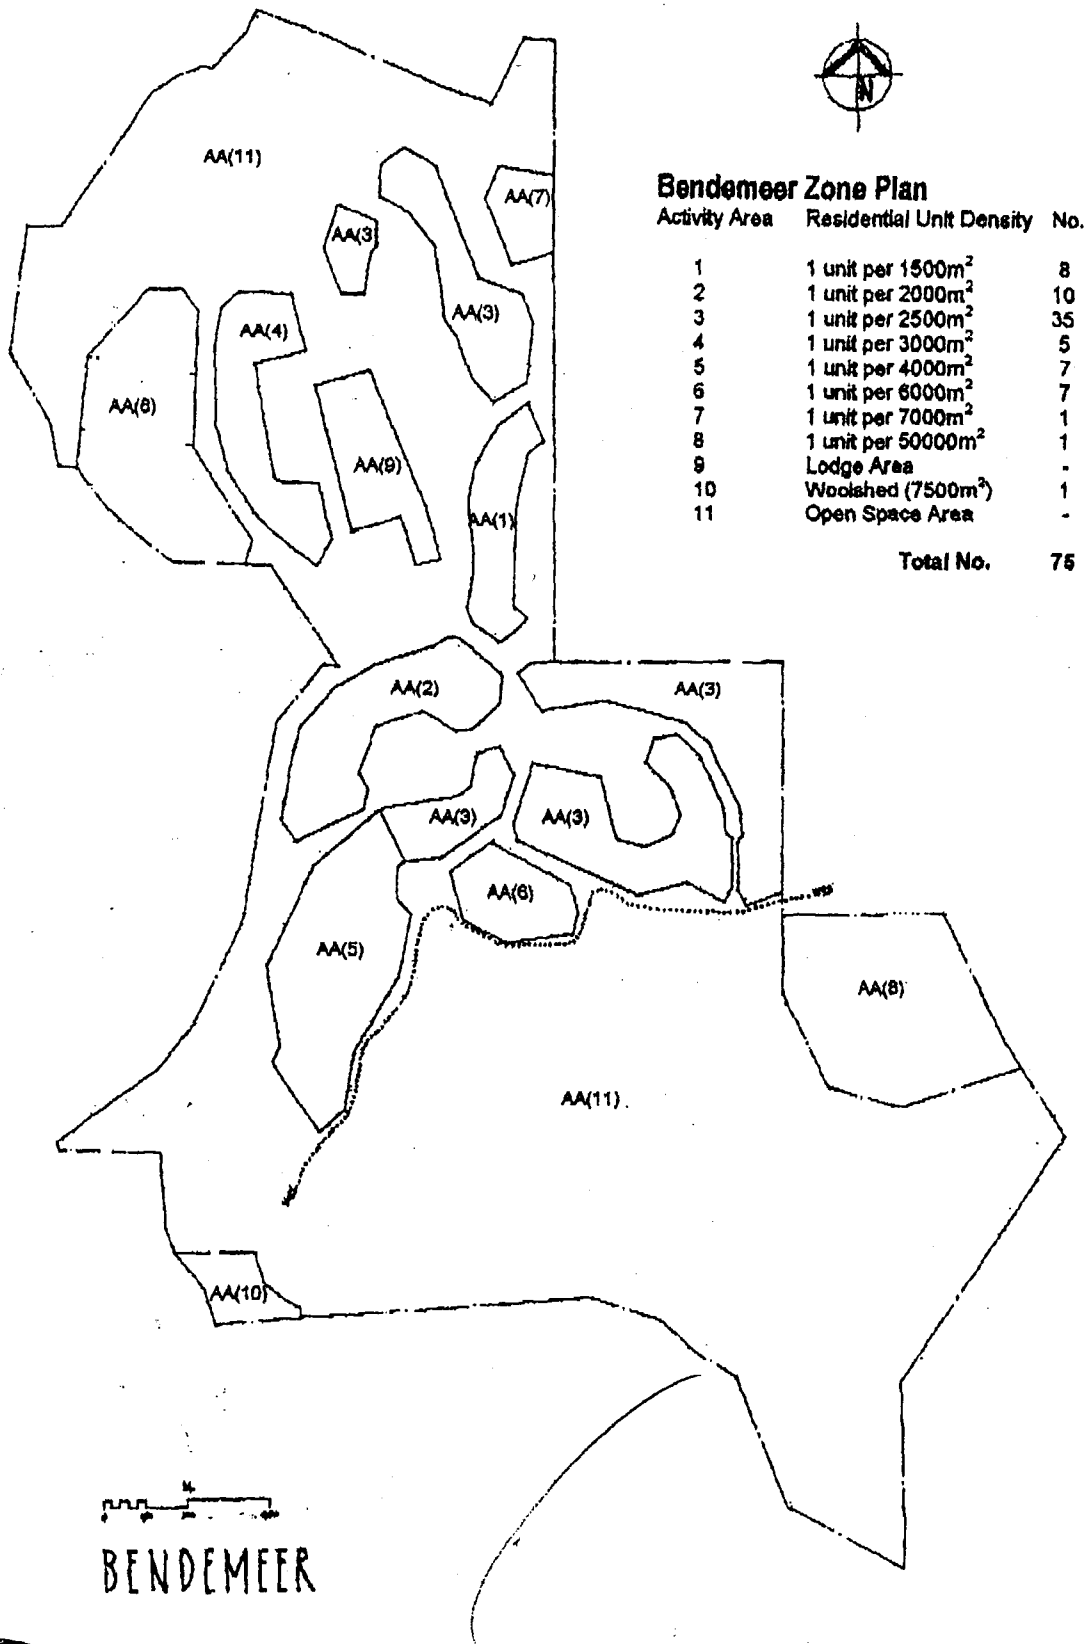 N
Bendemeer Zone Plan
Activity Area Residential Unit Density No.
1 1 unit per 1500m² 8
2 1 unit per 2000m² 10
3 1 unit per 2500m² 35
4 1 unit per 3000m² 5
5 1 unit per 4000m² 7
6 1 unit per 6000m² 7
7 1 unit per 7000m² 1
8 1 unit per 50000m² 1
9 Lodge Area -
10 Woolshed (7500m²) 1
11 Open Space Area -
Total No. 75
AA(11)
AA(7)
AA(3
AA(3)
AA(4)
AA(6)
AA(9)
AA(1)
AA(2)
AA(3)
AA(3)
AA(3)
AA(6)
AA(5)
AA(8)
AA(11)
AA(10)
BENDEMEER